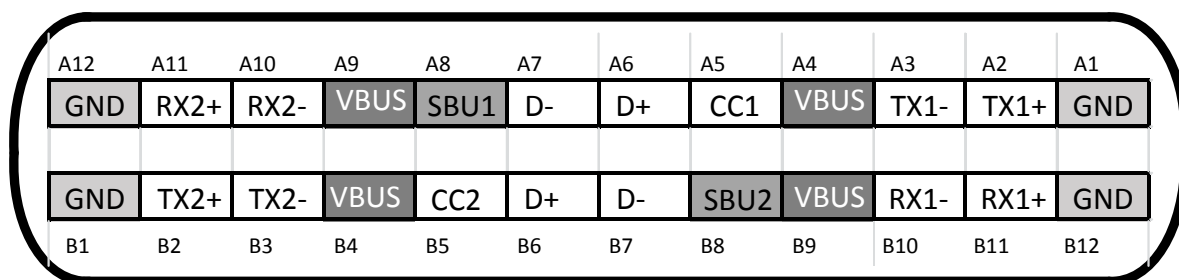 A12 A11 A10 A9 A8 A7 A6 A5 A4 A3 A2 A1
GND RX2+ RX2- VBUS SBU1 D- D+ CC1 VBUS TX1- TX1+ GND
GND TX2+ TX2- VBUS CC2 D+ D- SBU2 VBUS RX1- RX1+ GND
B1 B2 B3 B4 B5 B6 B7 B8 B9 B10 B11 B12